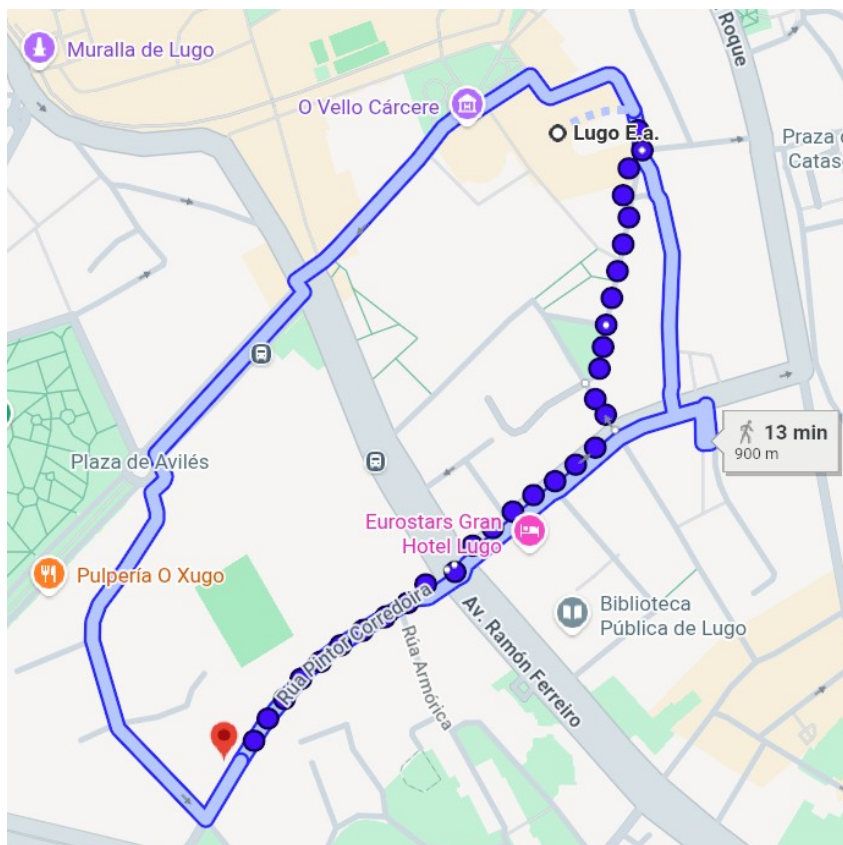 Muralla de Lugo
Roque
O Vello Cárcere
Lugo E.a.
Praza
13 min
900 m
Plaza de Avilés
Eurostars Gran
Hotel Lugo
Pulpería O Xugo
Biblioteca
Pública de Lugo
Rúa Pintor Corredoira
Av. Ramón Ferreiro
Rúa Armórica